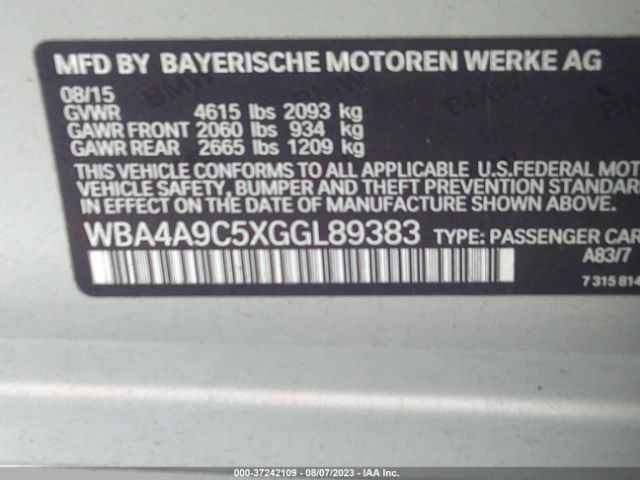 MFD BY BAYERISCHE MOTOREN WERKE AG
08/15
GVWR 4615 lbs 2093 kg
GAWR FRONT 2060 lbs 934 kg
GAWR REAR 2665 lbs 1209 kg
THIS VEHICLE CONFORMS TO ALL APPLICABLE U.S.FEDERAL MOT
VEHICLE SAFETY, BUMPER AND THEFT PREVENTION STANDARDS
EFFECT ON THE DATE OF MANUFACTURE SHOWN ABOVE.
WBA4A9C5XGGL89383 TYPE: PASSENGER CAR
A83/7
7 315 814
000-37242109 — 08/07/2023 — IAA Inc.